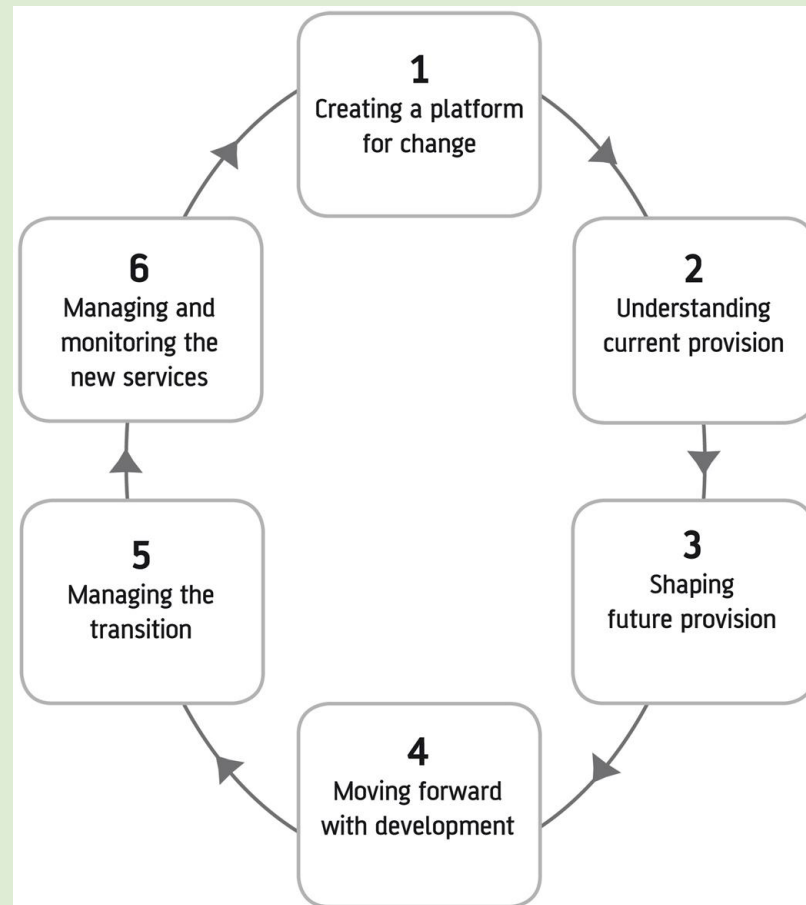 1
Creating a platform
for change
2
Understanding
current provision
3
Shaping
future provision
4
Moving forward
with development
5
Managing the
transition
6
Managing and
monitoring the
new services